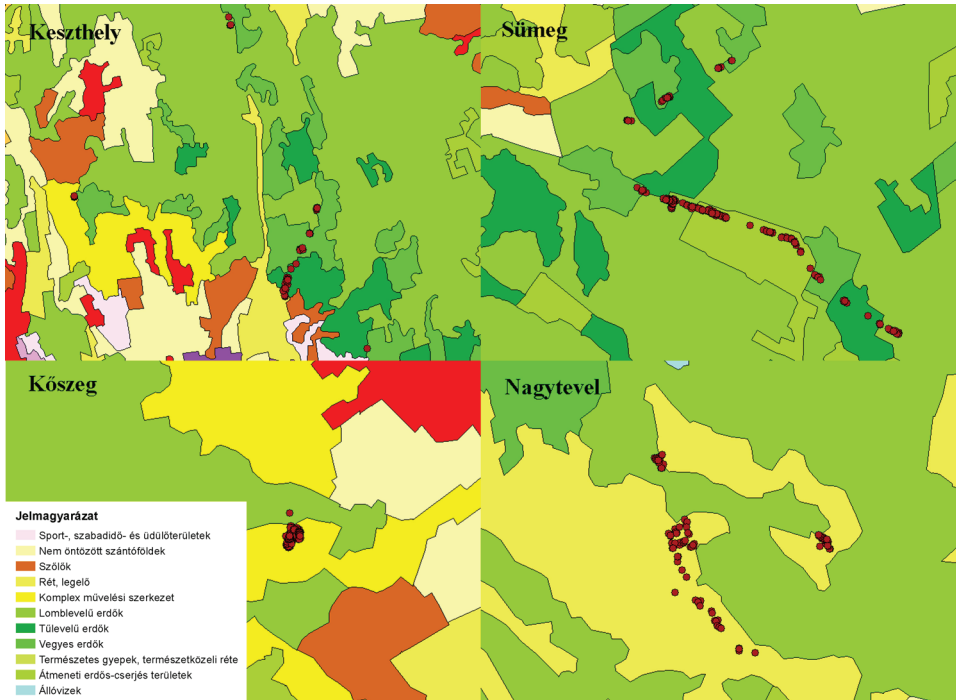 Keszthely
Sümeg
Kőszeg
Nagytevel
Jelmagyarázat
Sport-, szabadidő- és üdülőterületek
Nem öntözött szántóföldek
Szőlők
Rét, legelő
Komplex művelési szerkezet
Lomblevelű erdők
Tűlevelű erdők
Vegyes erdők
Természetes gyepek, természetközeli réte
Átmeneti erdős-cserjés területek
Állóvizek